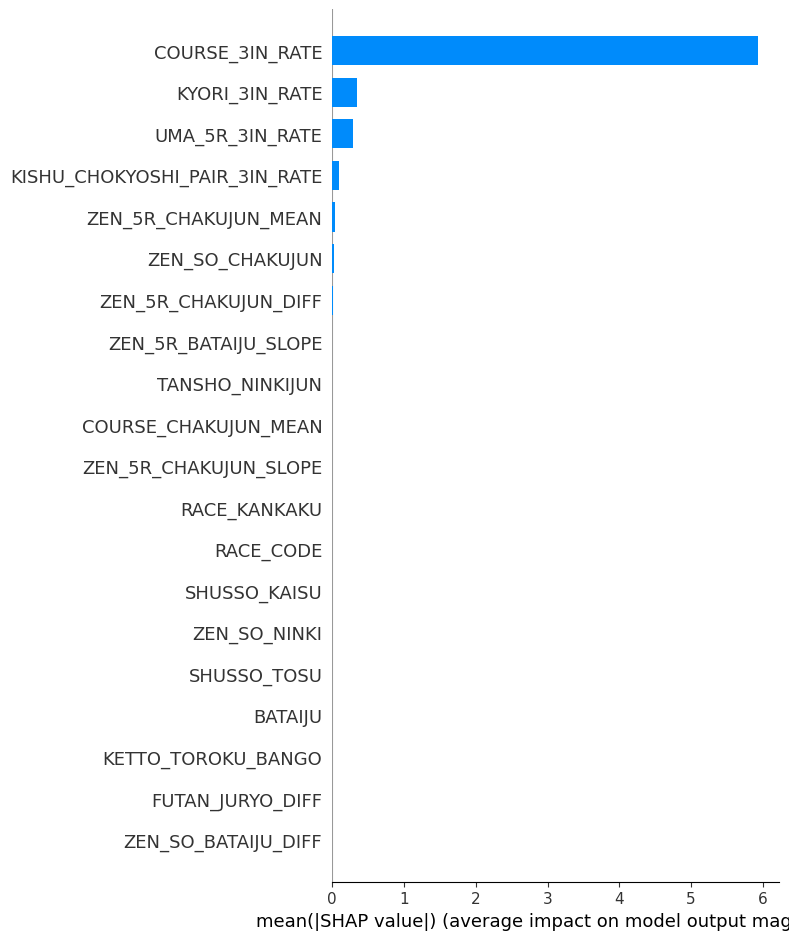 COURSE_3IN_RATE
KYORI_3IN_RATE
UMA_5R_3IN_RATE
KISHU_CHOKYOSHI_PAIR_3IN_RATE
ZEN_5R_CHAKUJUN_MEAN
ZEN_SO_CHAKUJUN
ZEN_5R_CHAKUJUN_DIFF
ZEN_5R_BATAIJU_SLOPE
TANSHO_NINKIJUN
COURSE_CHAKUJUN_MEAN
ZEN_5R_CHAKUJUN_SLOPE
RACE_KANKAKU
RACE_CODE
SHUSSO_KAISU
ZEN_SO_NINKI
SHUSSO_TOSU
BATAIJU
KETTO_TOROKU_BANGO
FUTAN_JURYO_DIFF
ZEN_SO_BATAIJU_DIFF
0 1 2 3 4 5 6
mean(|SHAP value|) (average impact on model output mag